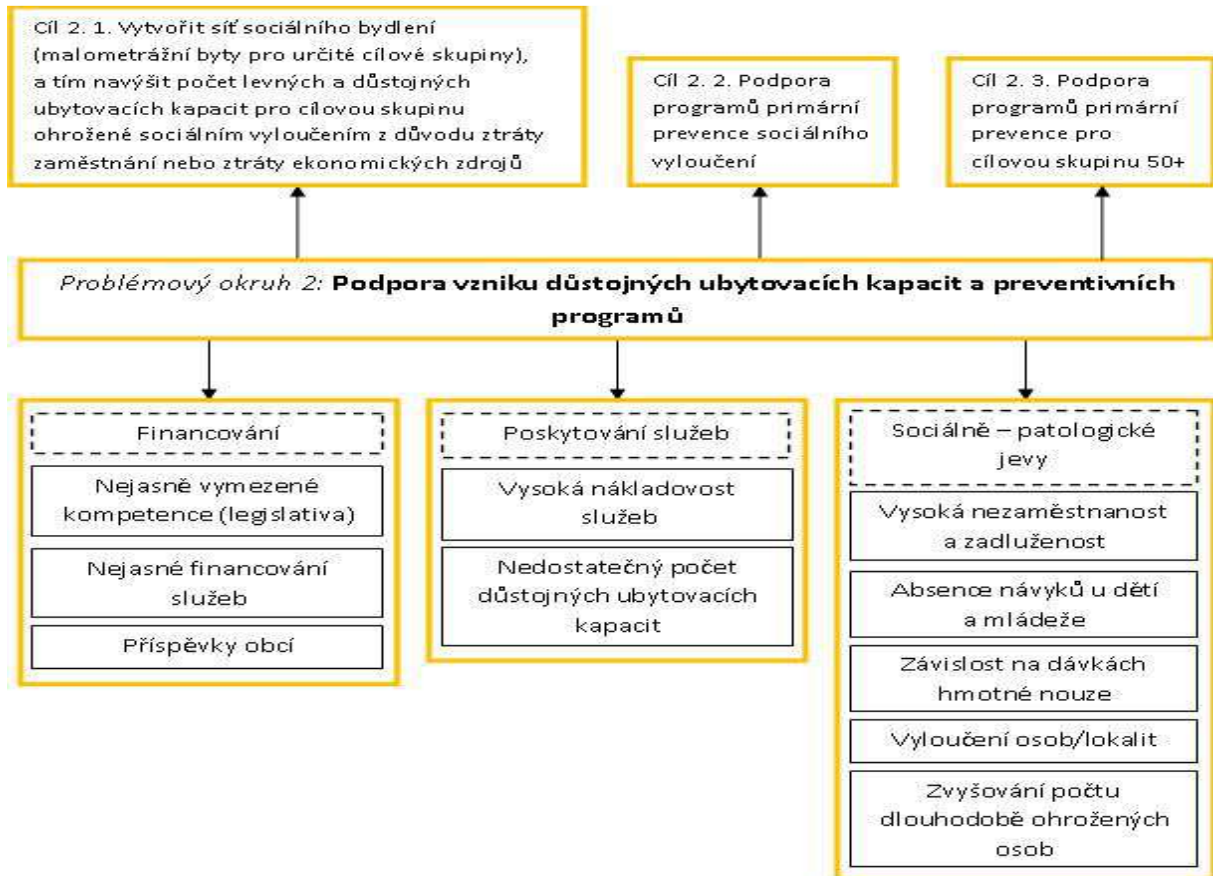 Cíl 2. 1. Vytvořit síť sociálního bydlení
(malometrážní byty pro určité cílové skupiny),
a tím navýšit počet levných a důstojných
ubytovacích kapacit pro cílovou skupinu
ohrožené sociálním vyloučením z důvodu ztráty
zaměstnání nebo ztráty ekonomických zdrojů
Cíl 2. 2. Podpora
programů primární
prevence sociálního
vyloučení
Cíl 2. 3. Podpora
programů primární
prevence pro
cílovou skupinu 50+
Problémový okruh 2: Podpora vzniku důstojných ubytovacích kapacit a preventivních
programů
Financování
Nejasně vymezené
kompetence (legislativa)
Nejasné financování
služeb
Příspěvky obcí
Poskytování služeb
Vysoká nákladovost
služeb
Nedostatečný počet
důstojných ubytovacích
kapacit
Sociálně – patologické
jevy
Vysoká nezaměstnanost
a zadluženost
Absence návyků u dětí
a mládeže
Závislost na dávkách
hmotné nouze
Vyloučení osob/lokalit
Zvyšování počtu
dlouhodobě ohrožených
osob